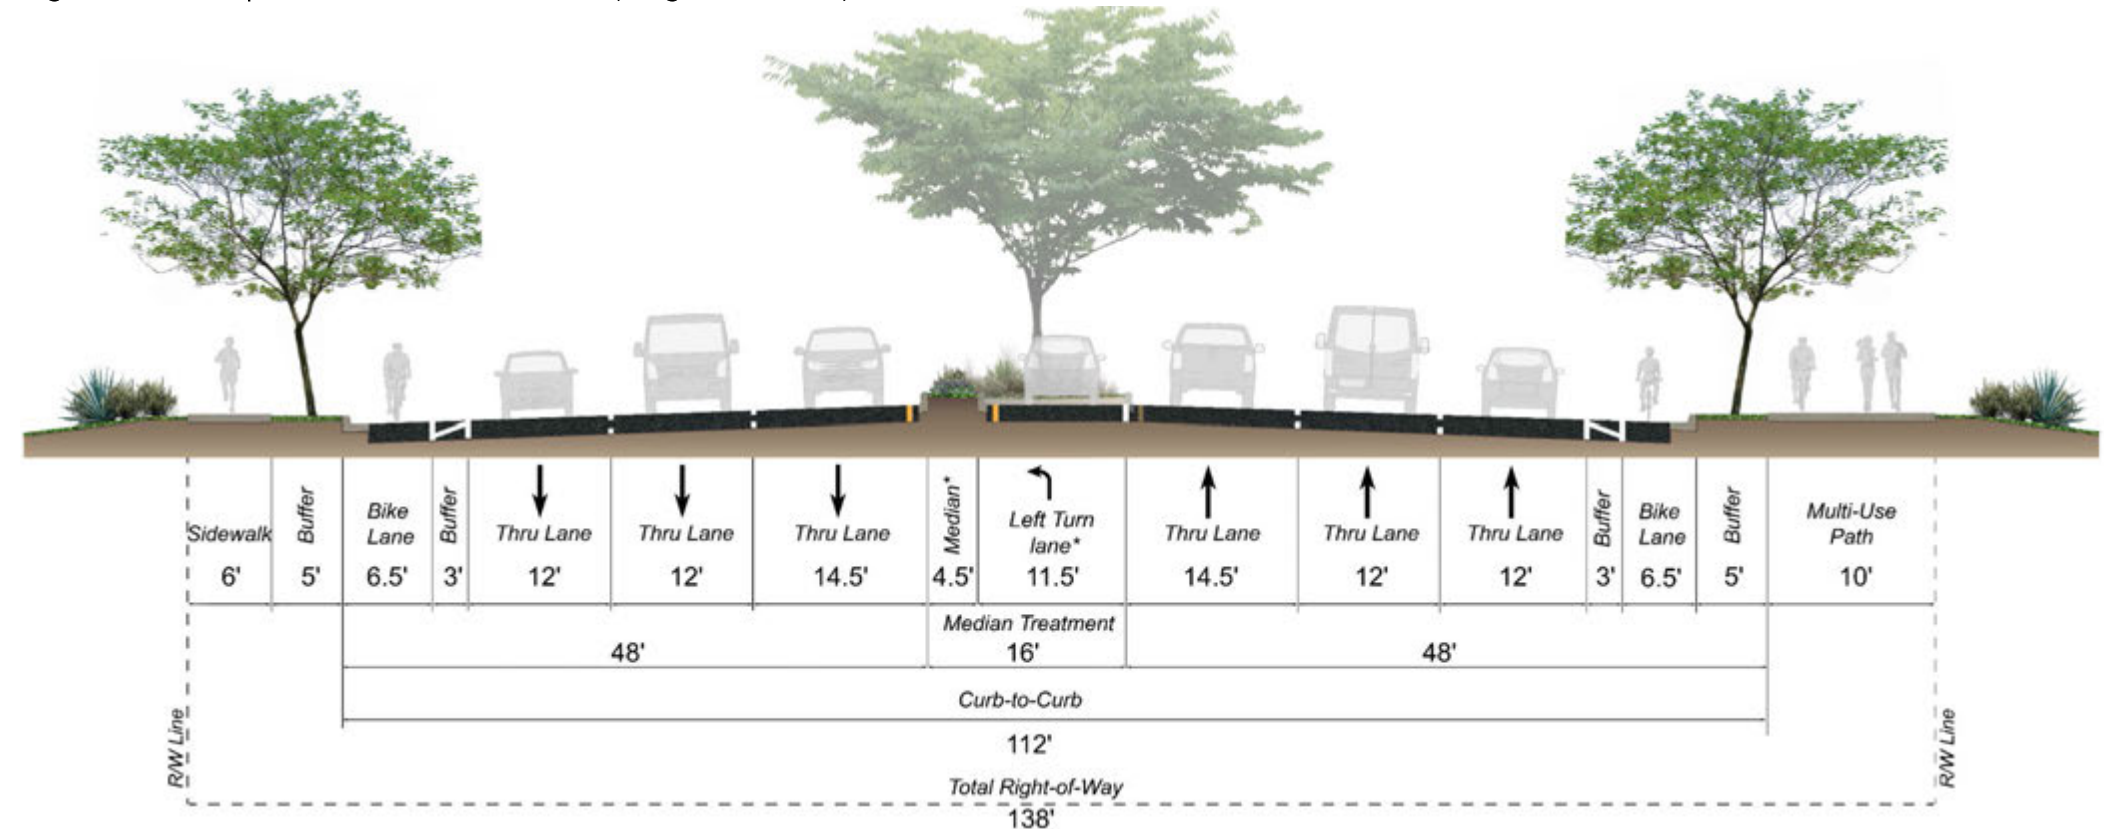 Sidewalk
6'
Buffer
5'
Bike
Lane
6.5'
Buffer
3'
Thru Lane
12'
Thru Lane
12'
Thru Lane
14.5'
Median*
4.5'
Left Turn
lane*
11.5'
Thru Lane
14.5'
Thru Lane
12'
Thru Lane
12'
Buffer
3'
Bike
Lane
6.5'
Buffer
5'
Multi-Use
Path
10'
48'
Median Treatment
16'
48'
Curb-to-Curb
112'
R/W Line
Total Right-of-Way
138'
R/W Line